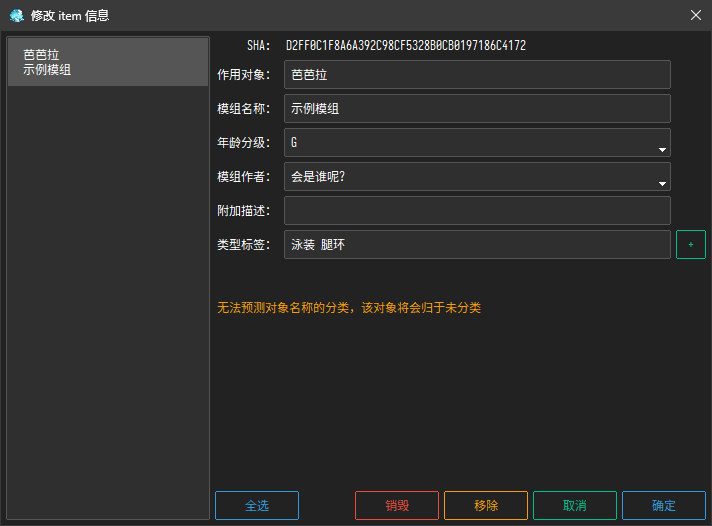 修改 item 信息
芭芭拉
示例模组
SHA: D2FF0C1F8A6A392C98CF5328B0CB0197186C4172
作用对象: 芭芭拉
模组名称: 示例模组
年龄分级: G
模组作者: 会是谁呢?
附加描述:
类型标签: 泳装 腿环 +
无法预测对象名称的分类，该对象将会归于未分类
全选 销毁 移除 取消 确定